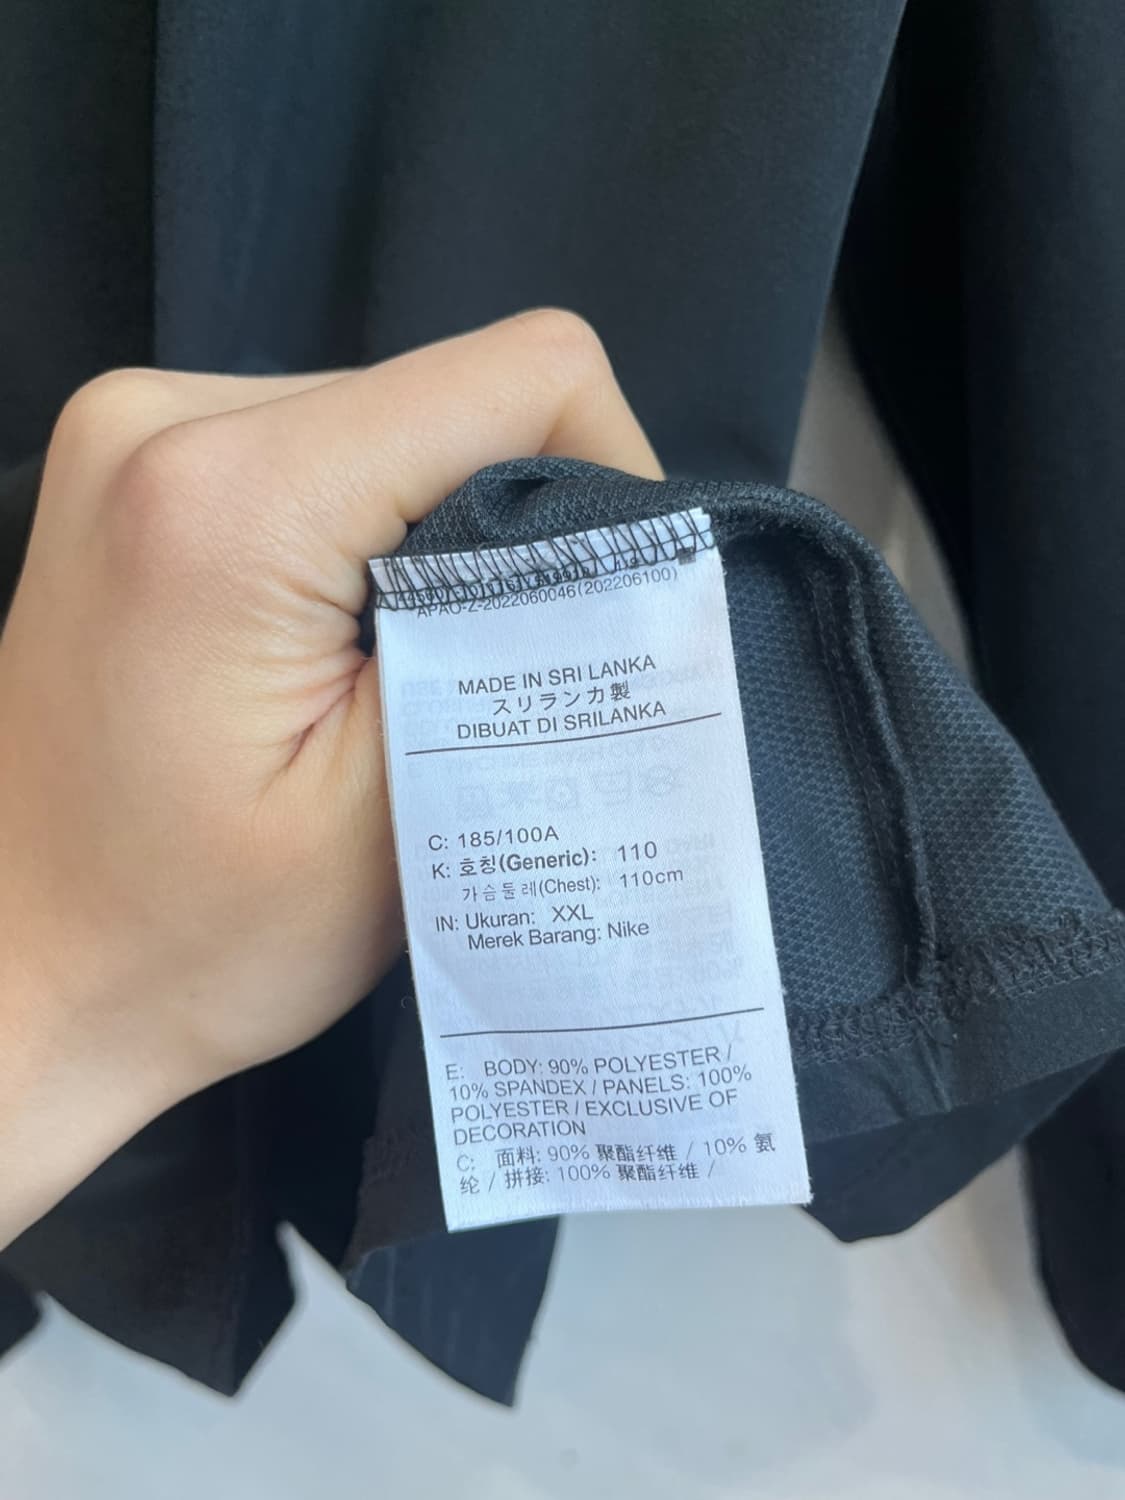 APAO-Z-2022060046(202206100)
MADE IN SRI LANKA
スリランカ製
DIBUAT DI SRILANKA
C: 185/100A
K: 호칭(Generic): 110
가슴둘레(Chest): 110cm
IN: Ukuran: XXL
Merek Barang: Nike
E: BODY: 90% POLYESTER /
10% SPANDEX / PANELS: 100%
POLYESTER / EXCLUSIVE OF
DECORATION
C: 面料: 90% 聚酯纤维 / 10% 氨
纶 / 拼接: 100% 聚酯纤维 /